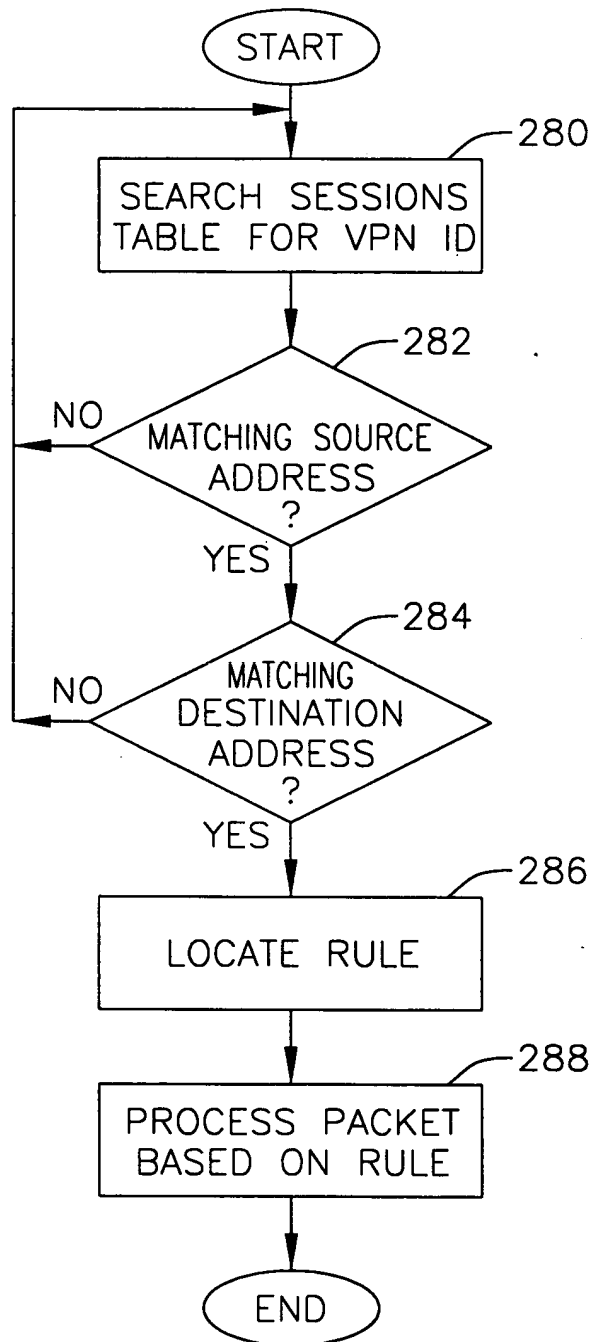 START
280
SEARCH SESSIONS
TABLE FOR VPN ID
282
NO
MATCHING SOURCE
ADDRESS
?
YES
284
NO
MATCHING
DESTINATION
ADDRESS
?
YES
286
LOCATE RULE
288
PROCESS PACKET
BASED ON RULE
END